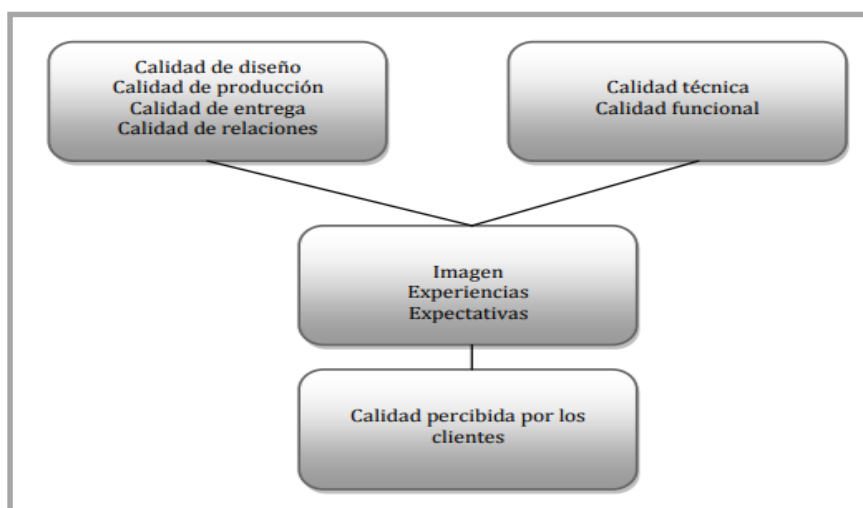 Calidad de diseño
Calidad de producción
Calidad de entrega
Calidad de relaciones
Calidad técnica
Calidad funcional
Imagen
Experiencias
Expectativas
Calidad percibida por los
clientes